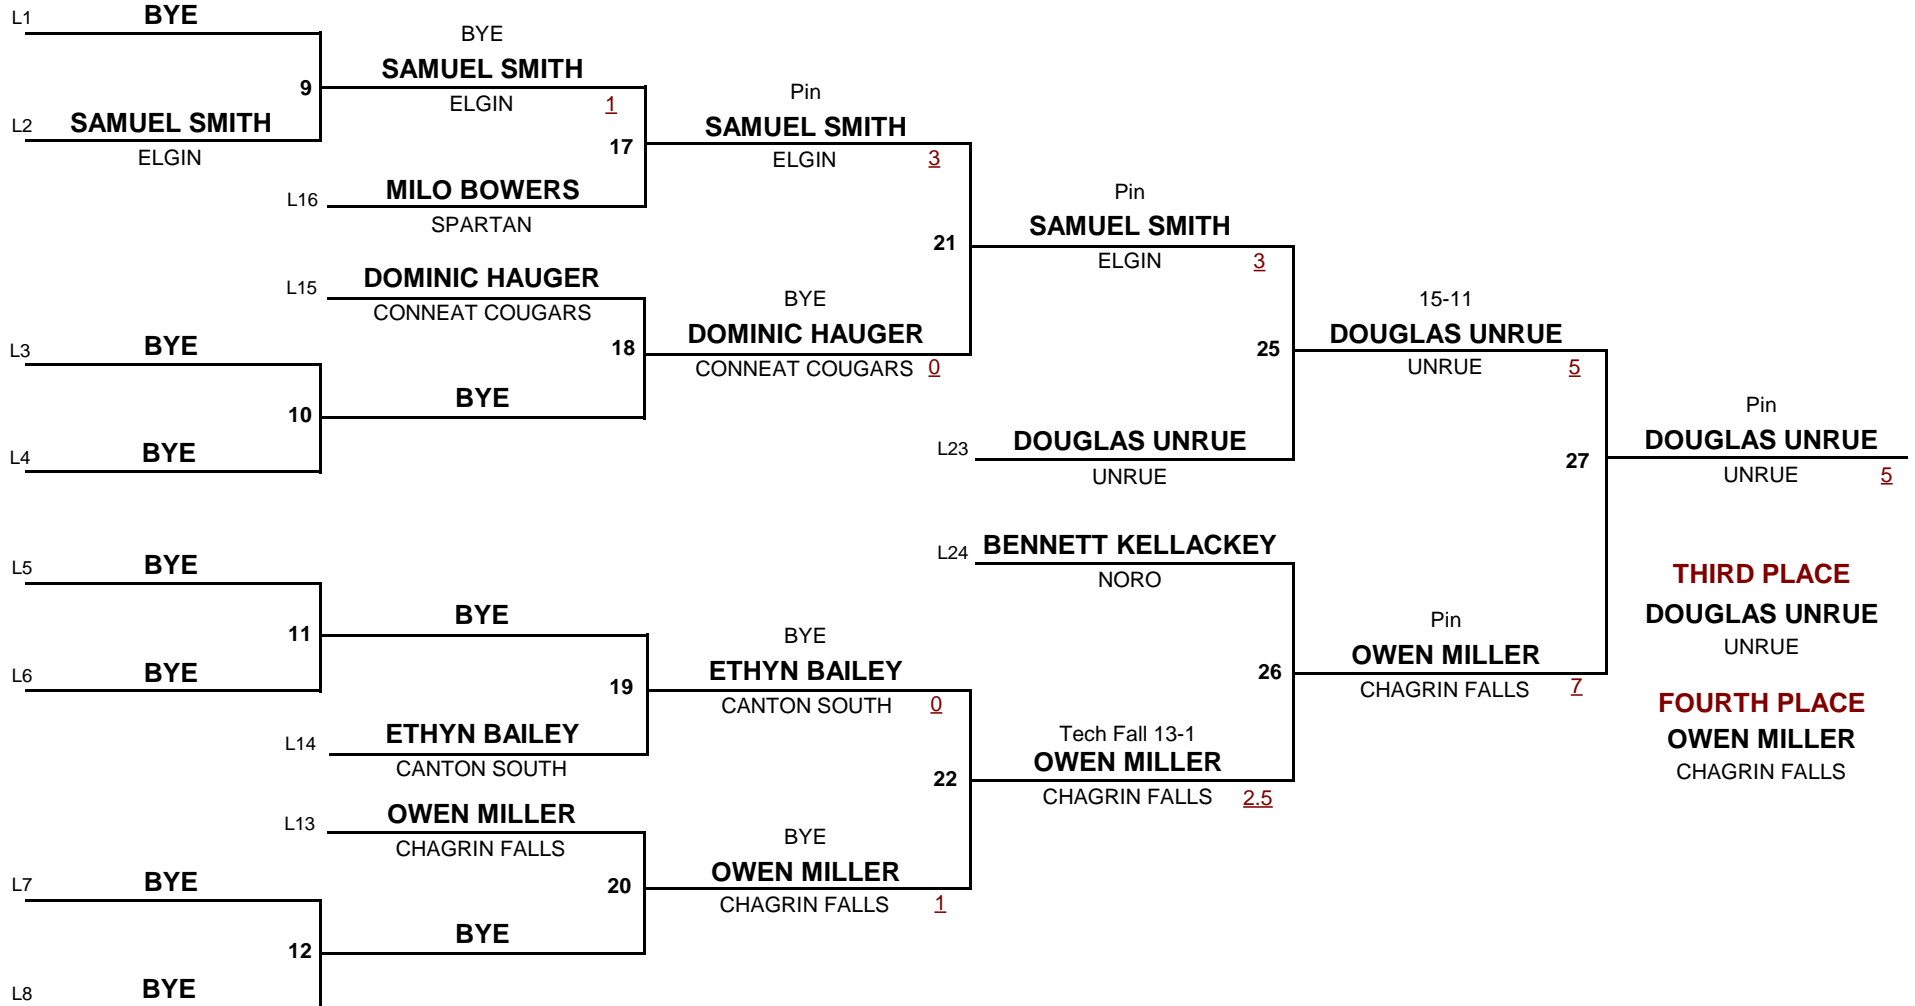 L1 BYE
BYE
SAMUEL SMITH
9
ELGIN 1
L2 SAMUEL SMITH
ELGIN
17
Pin
SAMUEL SMITH
ELGIN 3
L16 MILO BOWERS
SPARTAN
21
Pin
SAMUEL SMITH
ELGIN 3
L15 DOMINIC HAUGER
CONNEAT COUGARS
18
BYE
DOMINIC HAUGER
CONNEAT COUGARS 0
L3 BYE
10
BYE
L4 BYE
25
15-11
DOUGLAS UNRUE
UNRUE 5
L23 DOUGLAS UNRUE
UNRUE
27
Pin
DOUGLAS UNRUE
UNRUE 5
L24 BENNETT KELLACKEY
NORO
L5 BYE
11
BYE
L6 BYE
19
BYE
ETHYN BAILEY
CANTON SOUTH 0
L14 ETHYN BAILEY
CANTON SOUTH
26
Pin
OWEN MILLER
CHAGRIN FALLS 7
THIRD PLACE
DOUGLAS UNRUE
UNRUE
FOURTH PLACE
OWEN MILLER
CHAGRIN FALLS
22
Tech Fall 13-1
OWEN MILLER
CHAGRIN FALLS 2.5
L13 OWEN MILLER
CHAGRIN FALLS
20
BYE
OWEN MILLER
CHAGRIN FALLS 1
L7 BYE
12
BYE
L8 BYE